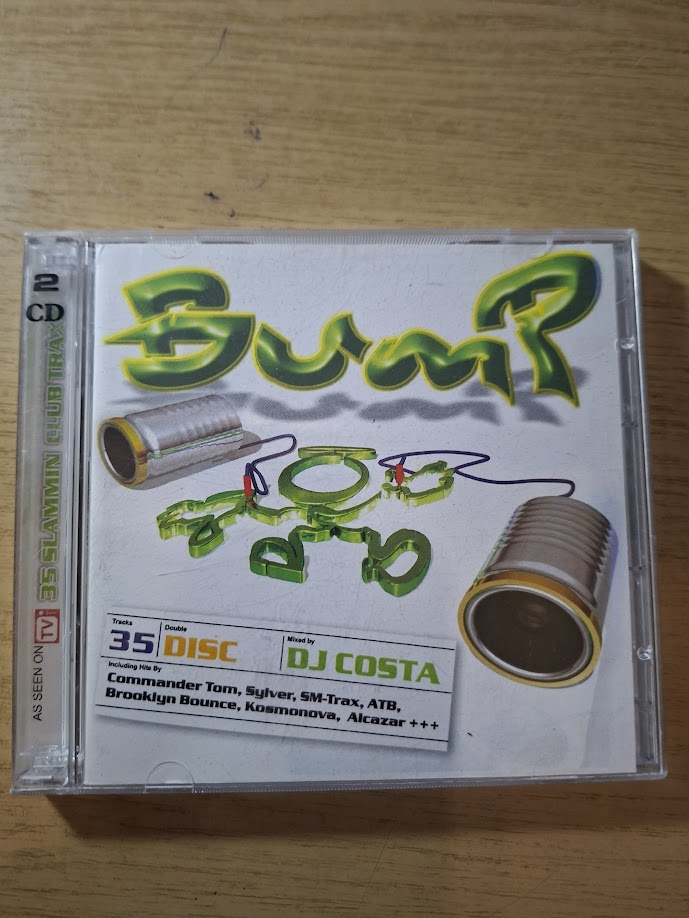 2
CD
35 SLAMMIN CLUB TRAX
AS SEEN ON TV
Bump
Tracks
35
Double
DISC
Mixed by
DJ COSTA
Including Hits By
Commander Tom, Sylver, SM-Trax, ATB,
Brooklyn Bounce, Kosmonova, Alcazar +++